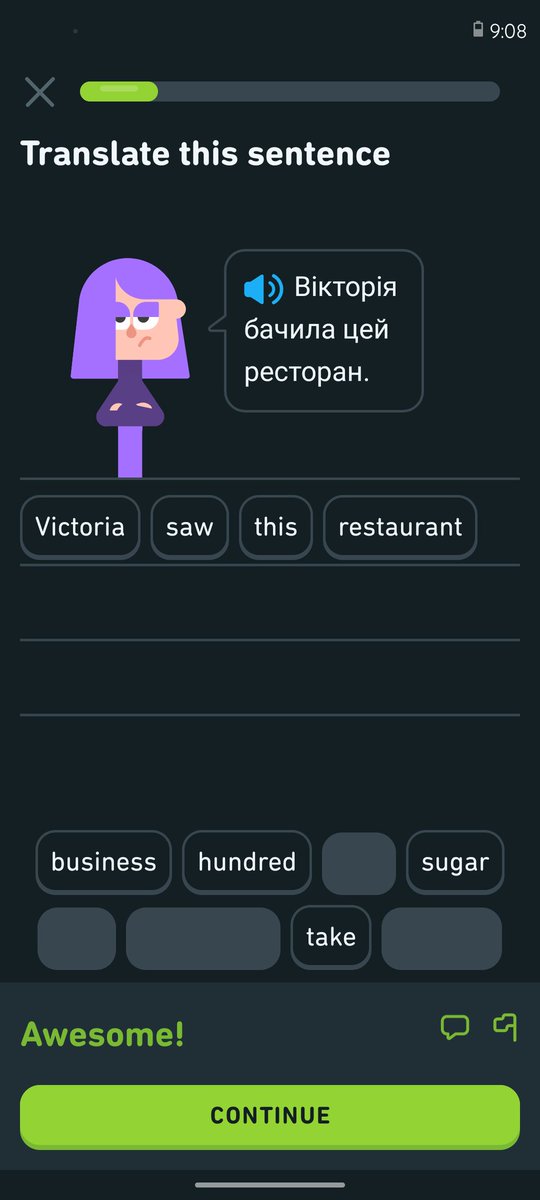 9:08
Translate this sentence
Вікторія
бачила цей
ресторан.
Victoria saw this restaurant
business hundred sugar
take
Awesome!
CONTINUE